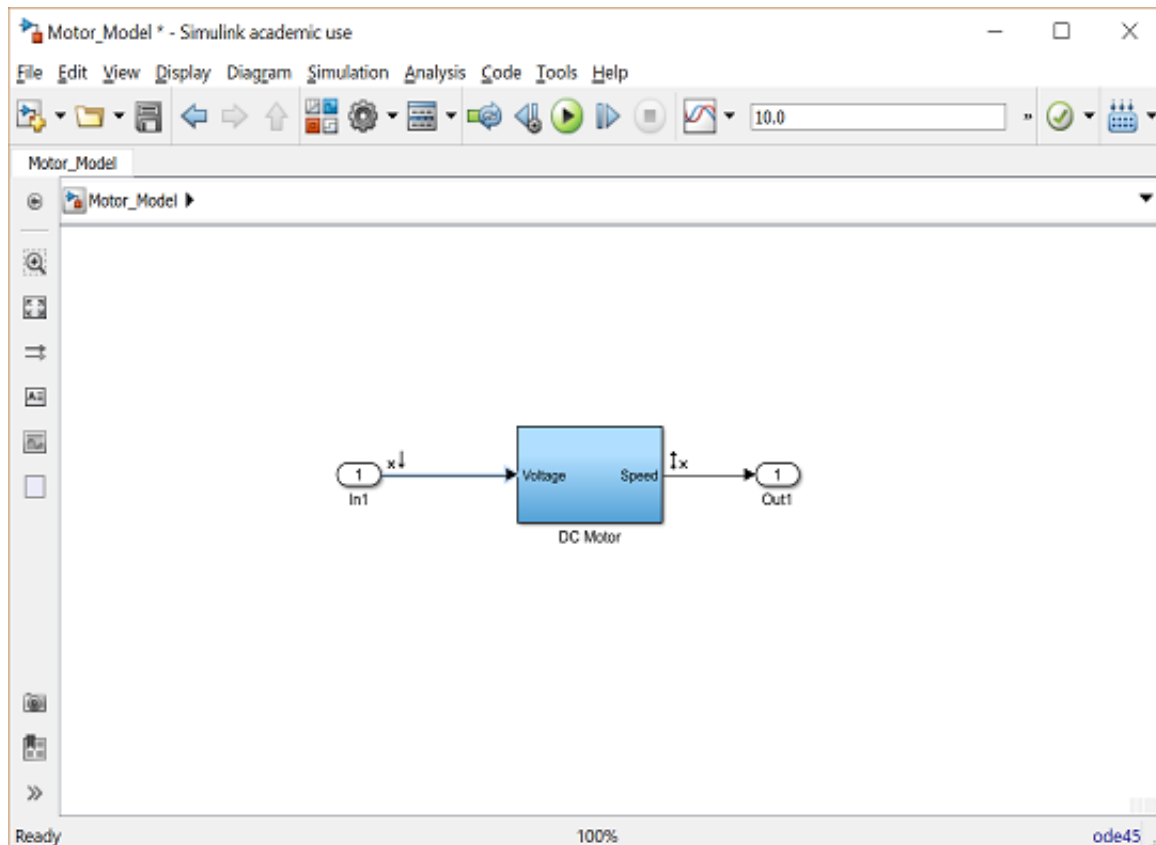 Motor_Model * - Simulink academic use
File Edit View Display Diagram Simulation Analysis Code Tools Help
10.0 »
Motor_Model
Motor_Model
1 x Voltage Speed x 1
In1 Out1
DC Motor
Ready 100% ode45